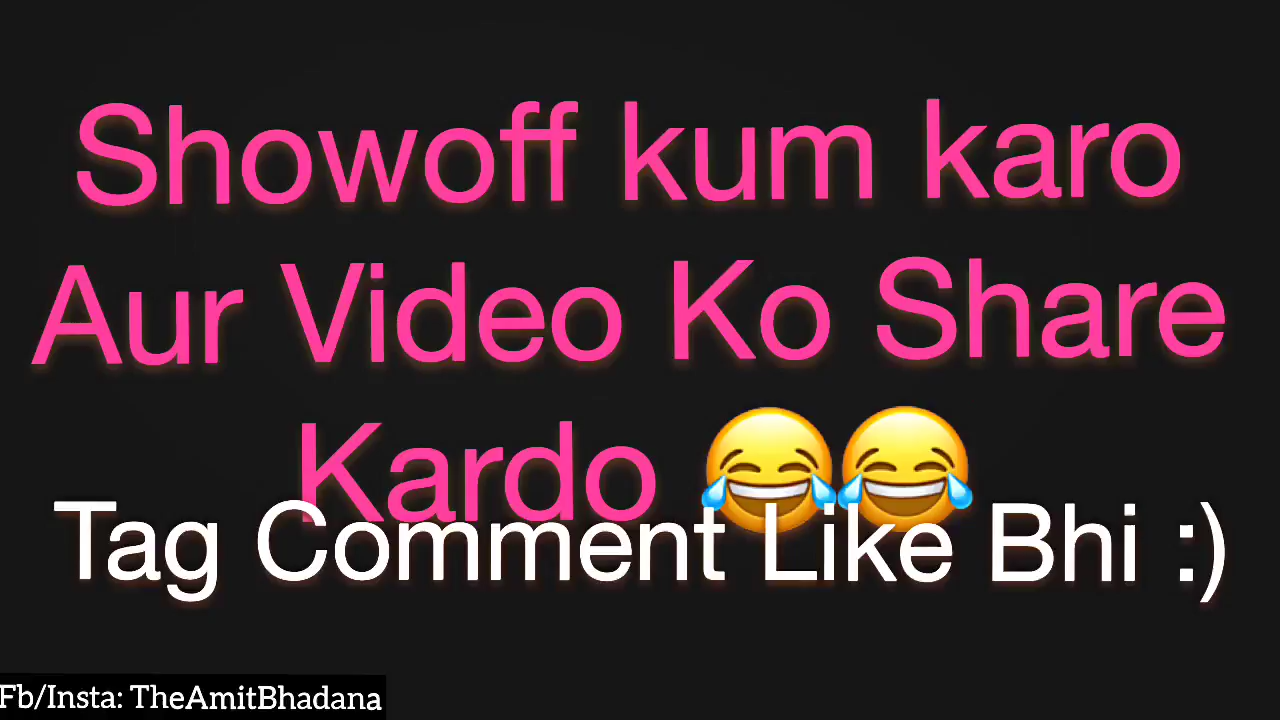 Showoff kum karo
Aur Video Ko Share
Kardo 😂😂
Tag Comment Like Bhi :)
Fb/Insta: TheAmitBhadana